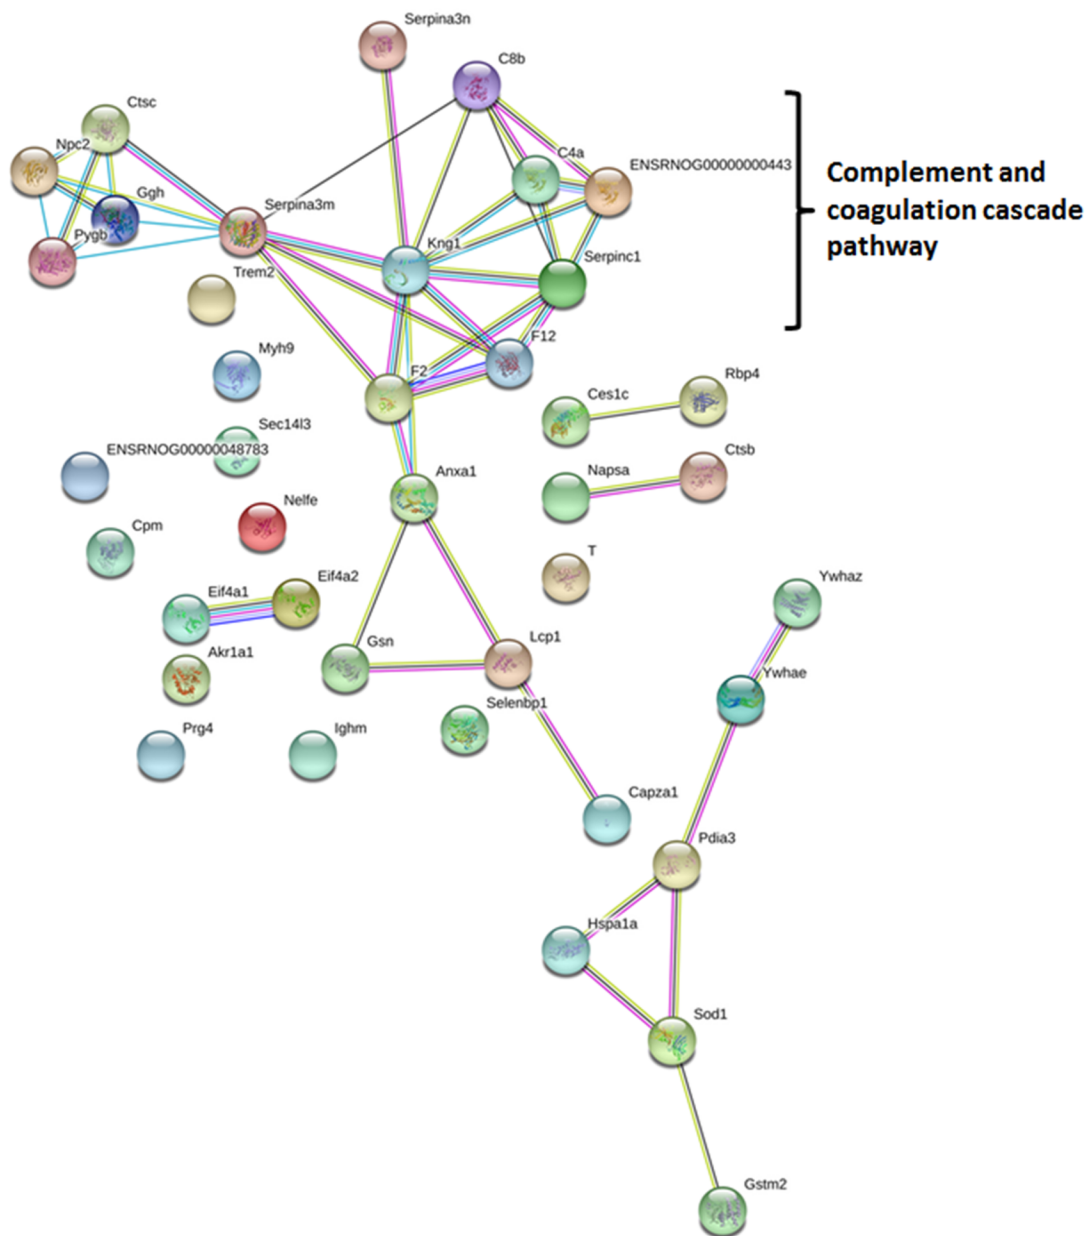 Serpina3n
C8b
Ctsc
Npc2
C4a
ENSRNOG00000000443
Complement and
coagulation cascade
pathway
Ggh
Serpina3m
Pygb
Kng1
Serpinc1
Trem2
F12
Myh9
F2
Rbp4
Ces1c
Sec14l3
ENSRNOG00000048783
Ctsb
Anxa1
Napsa
Nelfe
Cpm
T
Eif4a2
Ywhaz
Eif4a1
Lcp1
Gsn
Akr1a1
Ywhae
Selenbp1
Prg4
Ighm
Capza1
Pdia3
Hspa1a
Sod1
Gstm2